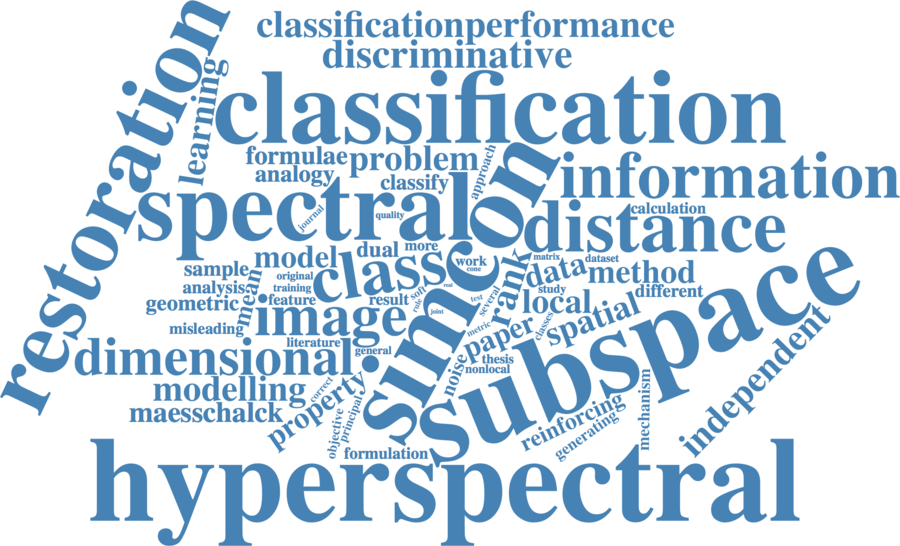 classificationperformance
discriminative
restoration
learning
classification
formulae
problem
analogy
classify
approach
information
spectral
journal
quality
simca
on
distance
calculation
model
dual
more
class
work
cone
matrix
dataset
data
method
sample
mean
original
analysis
training
rank
study
different
geometric
feature
result
soft
rule
real
test
several
local
image
joint
misleading
metric
paper
classes
spatial
literature
general
dimensional
noise
thesis
nonlocal
subspace
independent
modelling
correct
property
maesschalck
objective
principal
reinforcing
generating
mechanism
formulation
hyperspectral